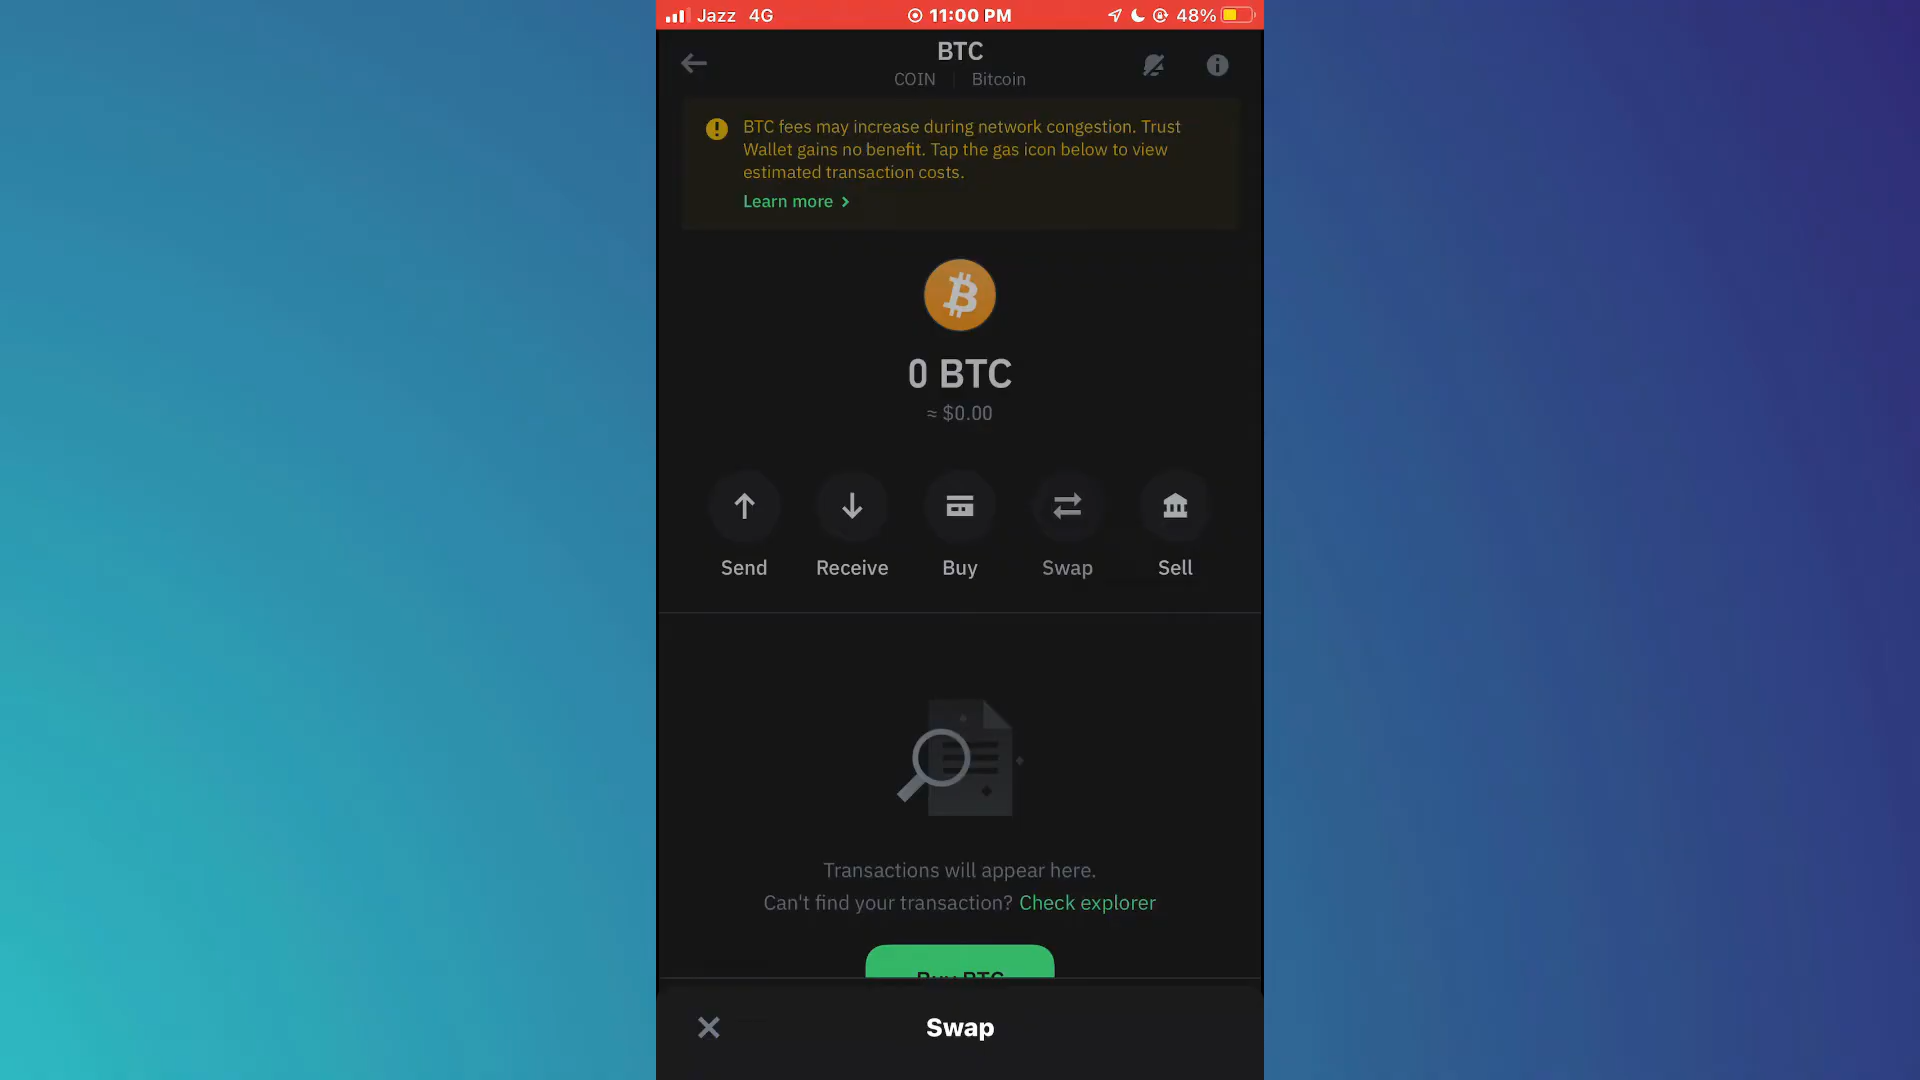 Jazz 4G 11:00 PM 48%
BTC
COIN Bitcoin
BTC fees may increase during network congestion. Trust
Wallet gains no benefit. Tap the gas icon below to view
estimated transaction costs.
Learn more
0 BTC
≈ $0.00
Send Receive Buy Swap Sell
Transactions will appear here.
Can't find your transaction? Check explorer
Buy BTC
Swap